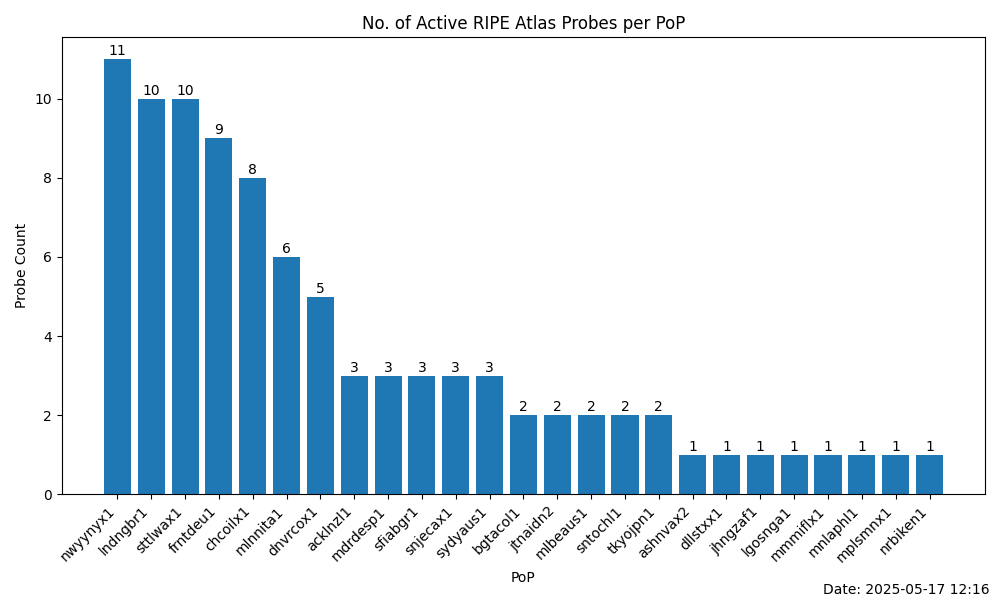 No. of Active RIPE Atlas Probes per PoP
11
10
10
9
8
6
5
3
3
3
3
3
2
2
2
2
2
1
1
1
1
1
1
1
1
Probe Count
10
8
6
4
2
0
nwyynyx1
lndngbr1
sttlwax1
frntdeu1
chcoilx1
mlnnita1
dnvrcox1
acklnzl1
mdrdesp1
sfiabgr1
snjecax1
sydyaus1
bgtacol1
jtnaidn2
mlbeaus1
sntochl1
tkyojpn1
ashnvax2
dllstxx1
jhngzaf1
lgosnga1
mmmiflx1
mnlaphl1
mplsmnx1
nrbiken1
PoP
Date: 2025-05-17 12:16